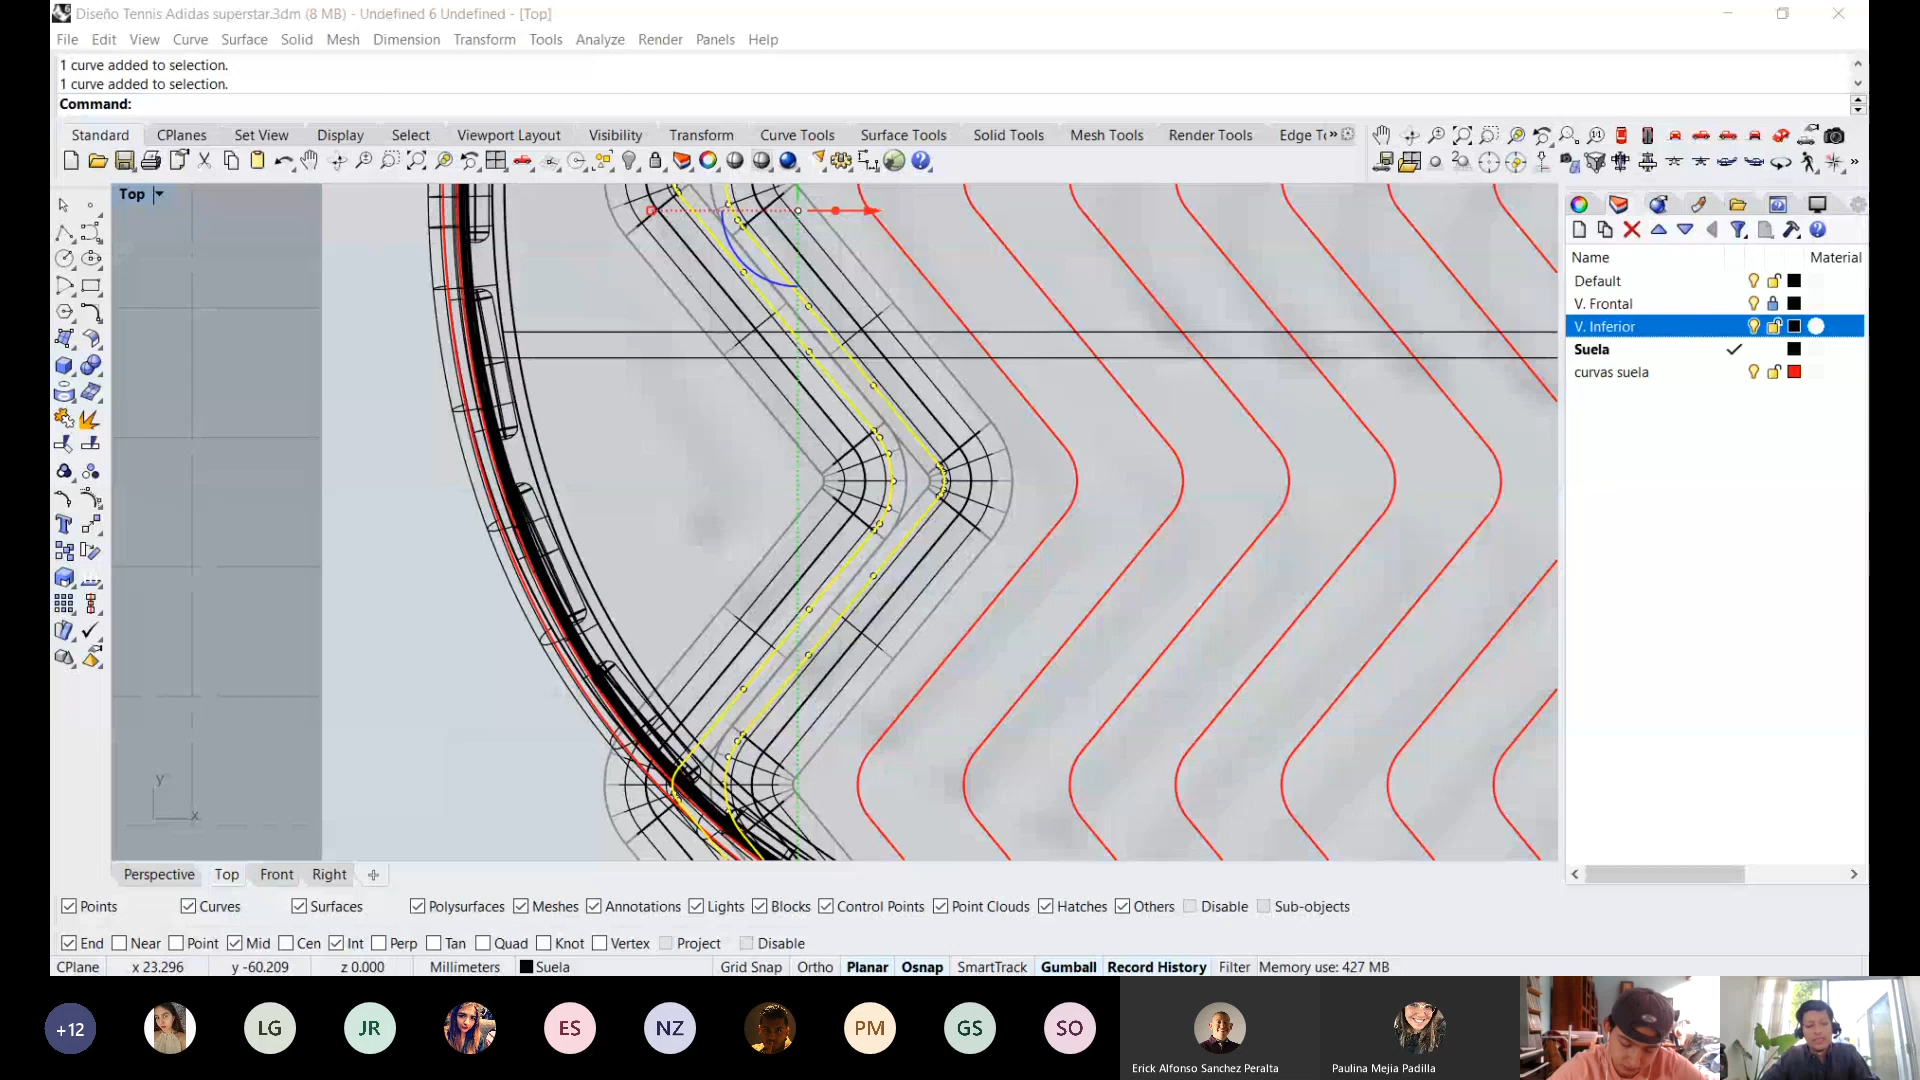 Diseño Tennis Adidas superstar.3dm (8 MB) - Undefined 6 Undefined - [Top]
File Edit View Curve Surface Solid Mesh Dimension Transform Tools Analyze Render Panels Help
1 curve added to selection.
1 curve added to selection.
Command:
Standard CPlanes Set View Display Select Viewport Layout Visibility Transform Curve Tools Surface Tools Solid Tools Mesh Tools Render Tools Edge To »
Top
Name Material
Default
V. Frontal
V. Inferior
Suela
curvas suela
y
x
Perspective Top Front Right
Points Curves Surfaces Polysurfaces Meshes Annotations Lights Blocks Control Points Point Clouds Hatches Others Disable Sub-objects
End Near Point Mid Cen Int Perp Tan Quad Knot Vertex Project Disable
CPlane x 23.296 y -60.209 z 0.000 Millimeters Suela Grid Snap Ortho Planar Osnap SmartTrack Gumball Record History Filter Memory use: 427 MB
+12 LG JR ES NZ PM GS SO
Erick Alfonso Sanchez Peralta Paulina Mejia Padilla